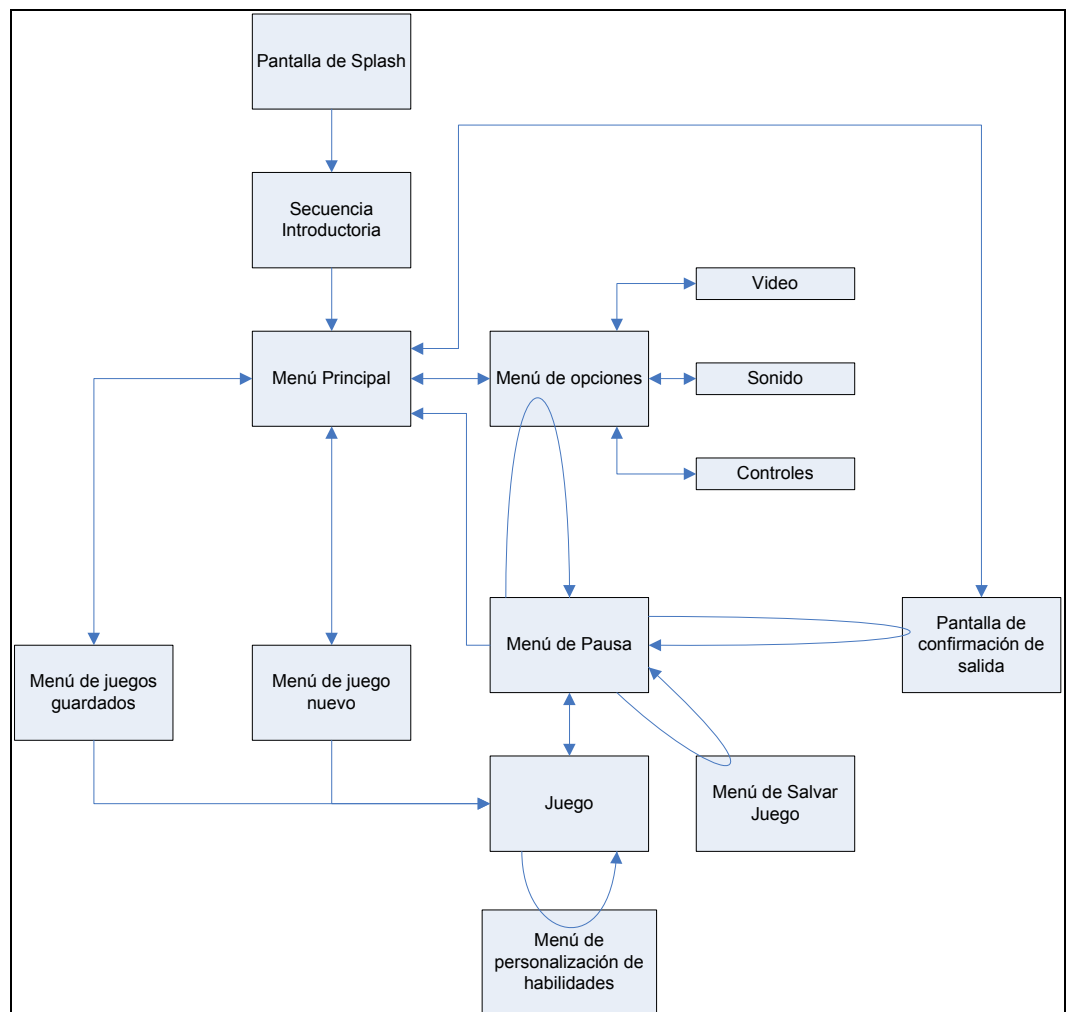 Pantalla de Splash
Secuencia
Introductoria
Video
Menú Principal
Menú de opciones
Sonido
Controles
Menú de juegos
guardados
Menú de juego
nuevo
Menú de Pausa
Pantalla de
confirmación de
salida
Juego
Menú de Salvar
Juego
Menú de
personalización de
habilidades